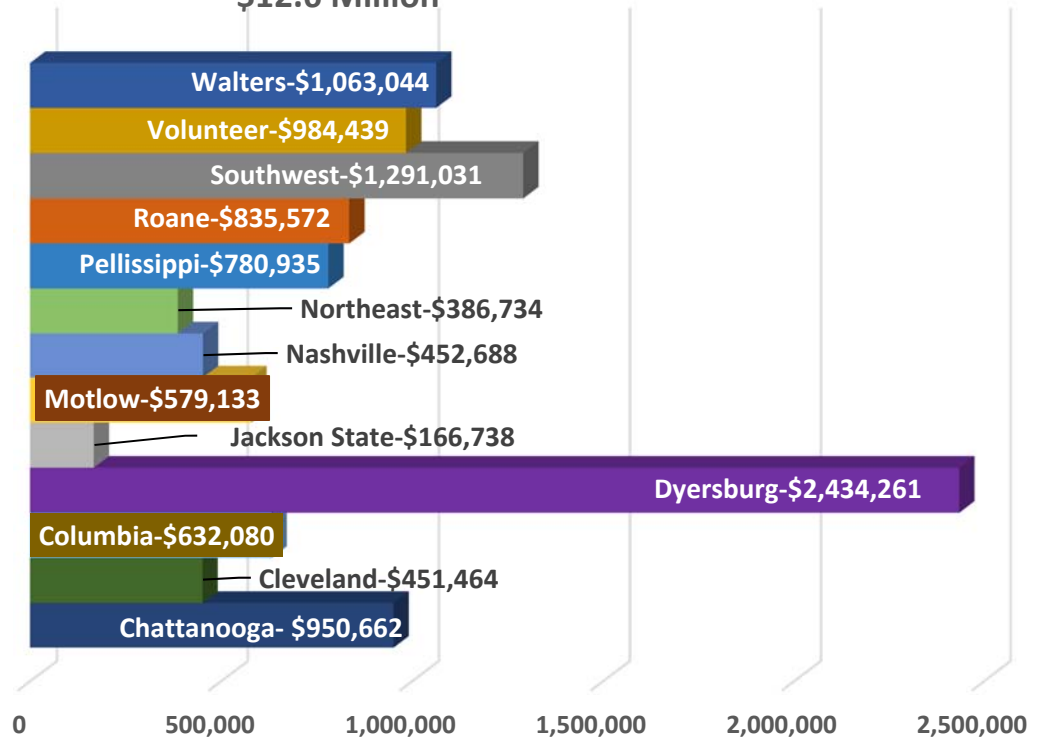 Million
Walters-$1,063,044
Volunteer-$984,439
Southwest-$1,291,031
Roane-$835,572
Pellissippi-$780,935
Northeast-$386,734
Nashville-$452,688
Motlow-$579,133
Jackson State-$166,738
Dyersburg-$2,434,261
Columbia-$632,080
Cleveland-$451,464
Chattanooga- $950,662
0 500,000 1,000,000 1,500,000 2,000,000 2,500,000